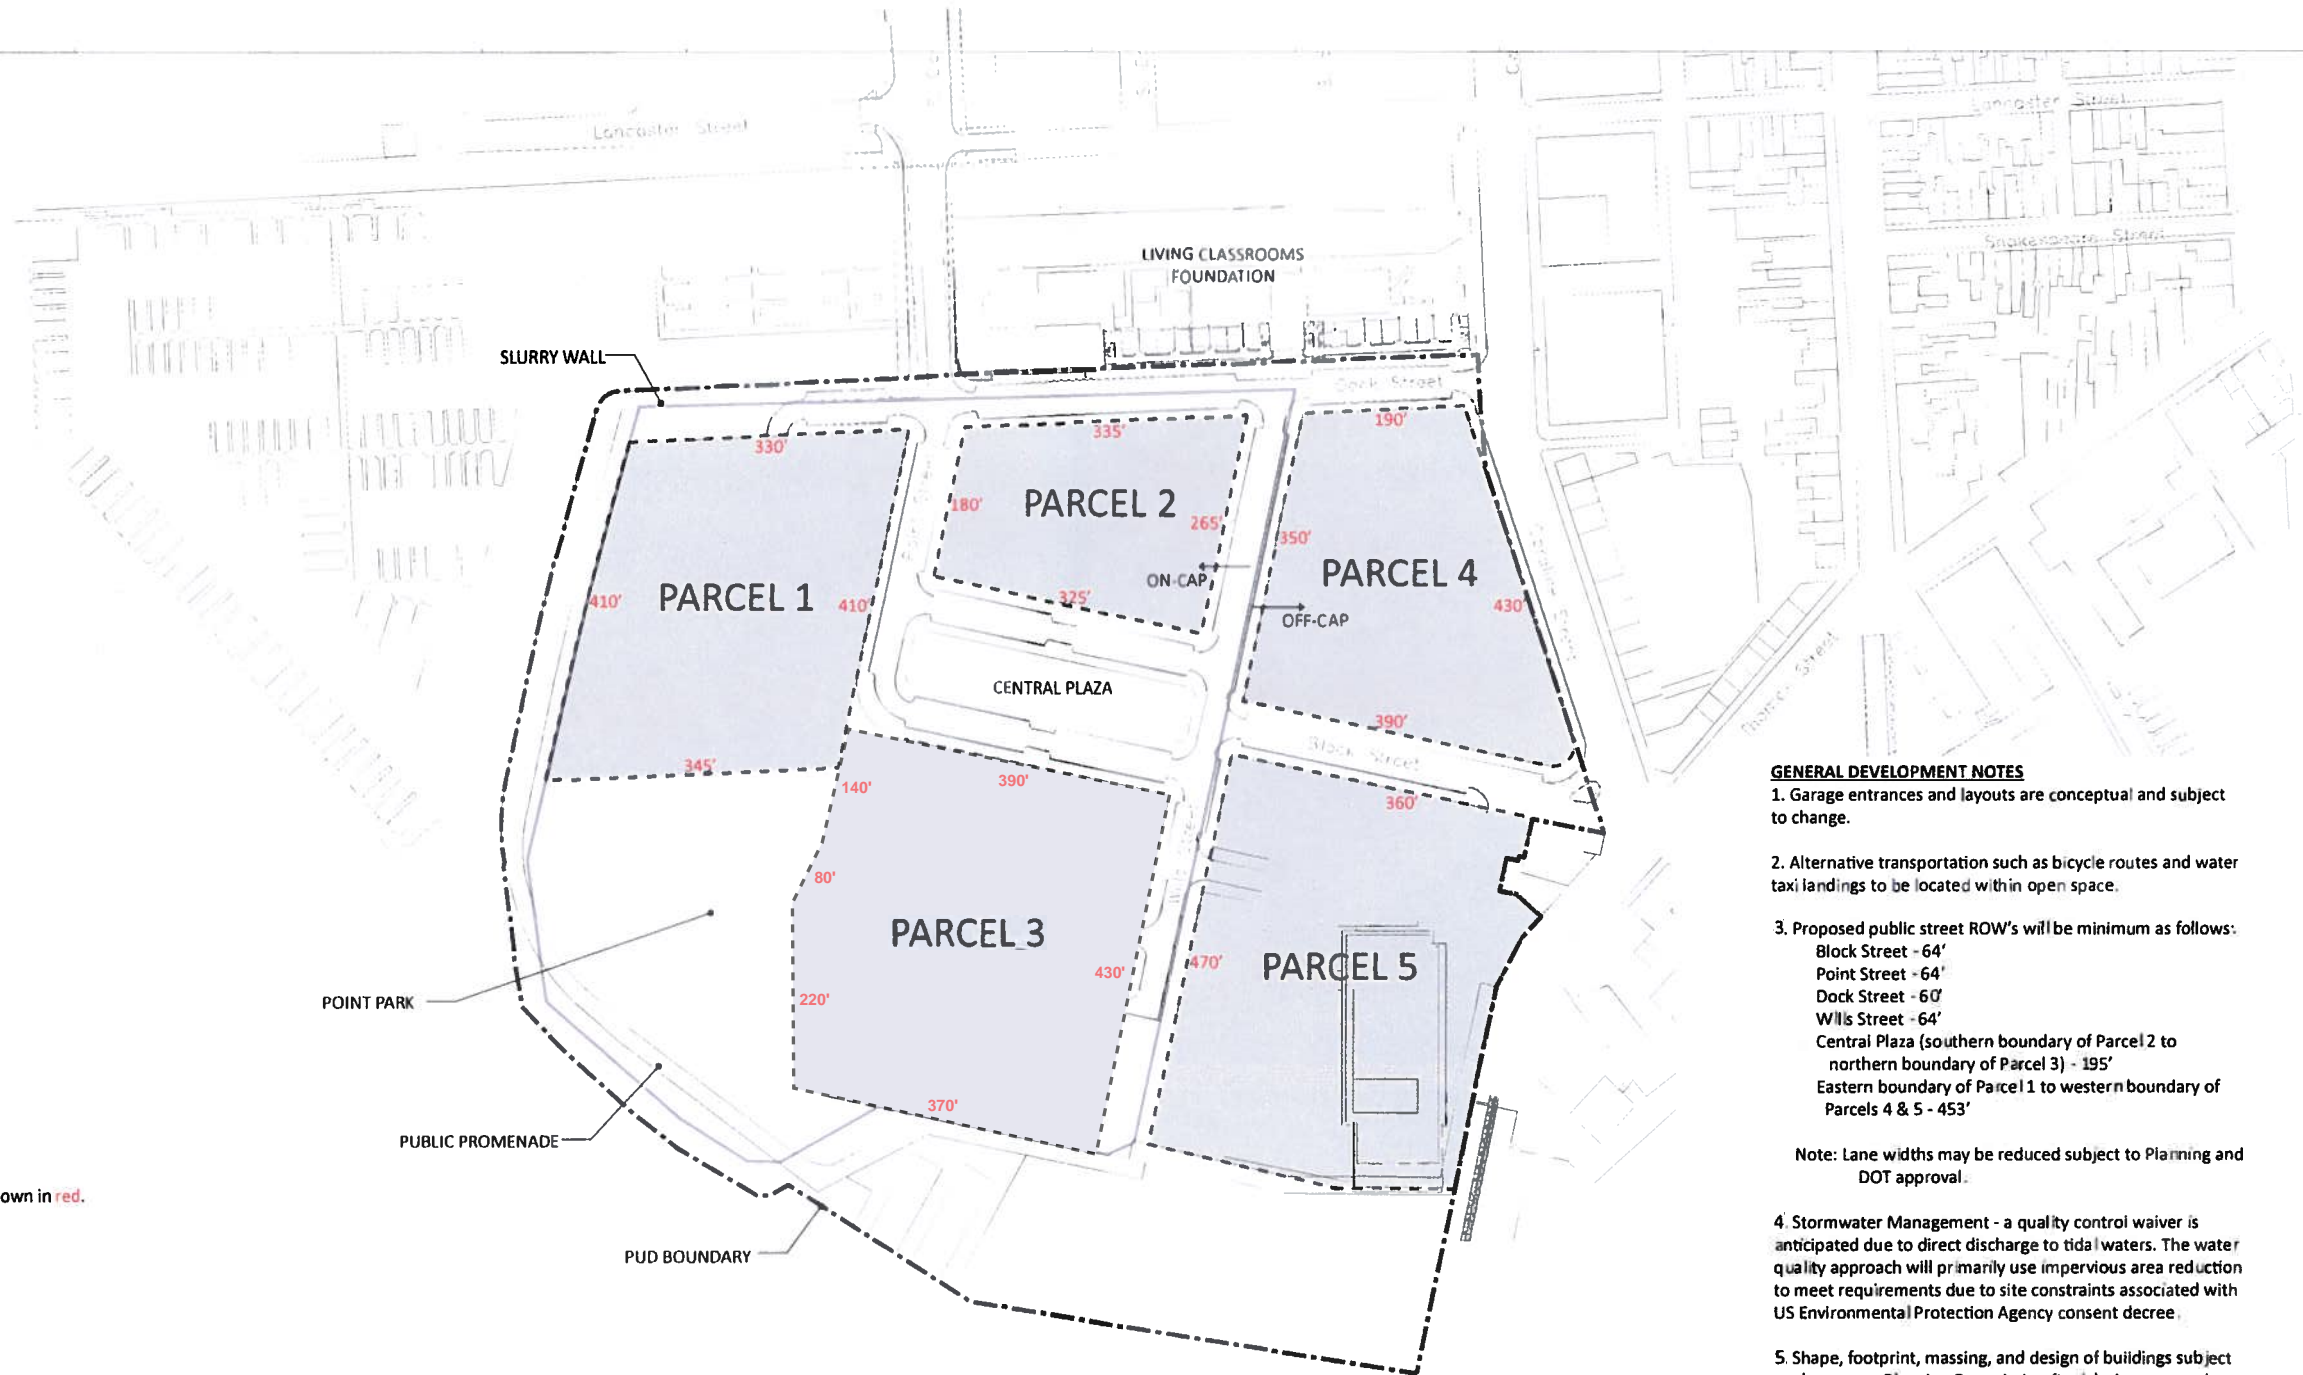 Lancaster Street
Lancaster Street
Shakespeare Street
LIVING CLASSROOMS
FOUNDATION
SLURRY WALL
Dock Street
330'
335'
190'
180'
PARCEL 2
265'
350'
PARCEL 4
ON-CAP
410'
PARCEL 1
410'
325'
430'
OFF-CAP
Thames Street
CENTRAL PLAZA
390'
Block Street
345'
140'
390'
360'
80'
PARCEL 3
430'
470'
PARCEL 5
220'
POINT PARK
370'
PUBLIC PROMENADE
PUD BOUNDARY
own in red.
GENERAL DEVELOPMENT NOTES
1. Garage entrances and layouts are conceptual and subject
to change.
2. Alternative transportation such as bicycle routes and water
taxi landings to be located within open space.
3. Proposed public street ROW's will be minimum as follows:
Block Street - 64'
Point Street - 64'
Dock Street - 60'
Wills Street - 64'
Central Plaza (southern boundary of Parcel 2 to
northern boundary of Parcel 3) - 195'
Eastern boundary of Parcel 1 to western boundary of
Parcels 4 & 5 - 453'
Note: Lane widths may be reduced subject to Planning and
DOT approval.
4. Stormwater Management - a quality control waiver is
anticipated due to direct discharge to tidal waters. The water
quality approach will primarily use impervious area reduction
to meet requirements due to site constraints associated with
US Environmental Protection Agency consent decree.
5. Shape, footprint, massing, and design of buildings subject